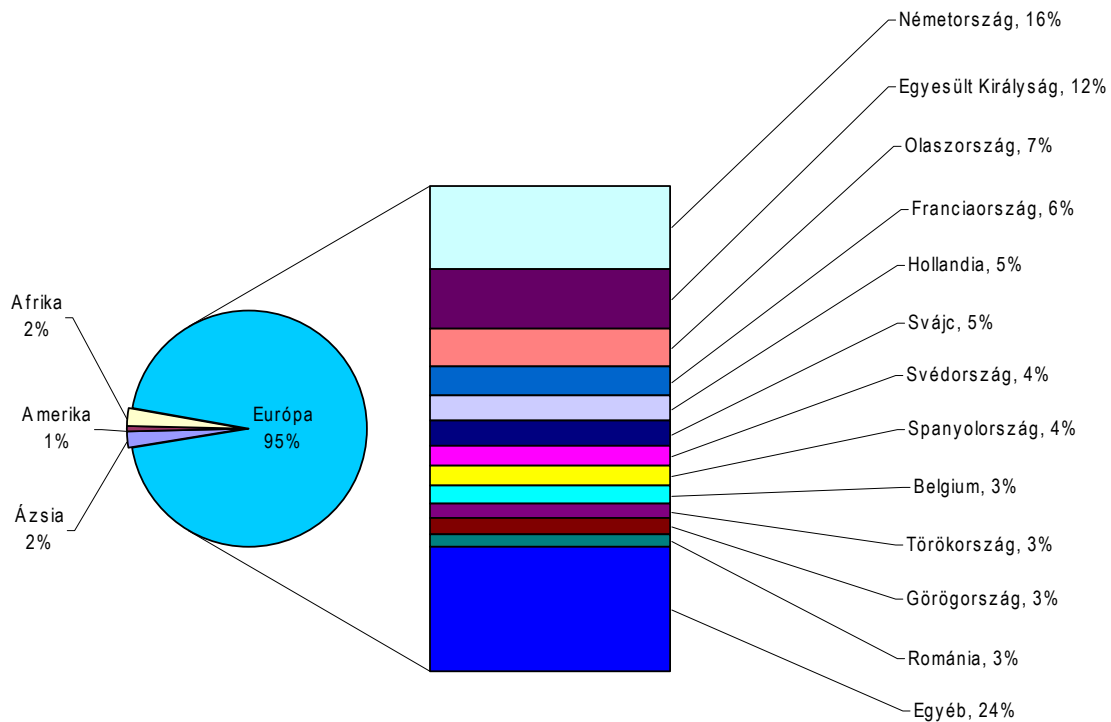 Afrika
2%
Amerika
1%
Ázsia
2%
Európa
95%
Németország, 16%
Egyesült Királyság, 12%
Olaszország, 7%
Franciaország, 6%
Hollandia, 5%
Svájc, 5%
Svédország, 4%
Spanyolország, 4%
Belgium, 3%
Törökország, 3%
Görögország, 3%
Románia, 3%
Egyéb, 24%